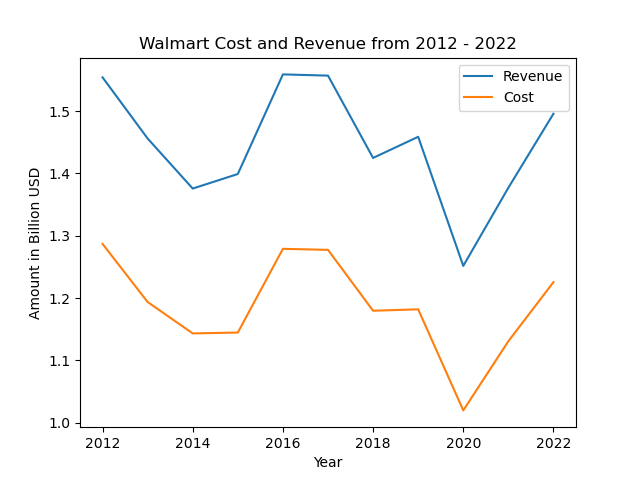 Walmart Cost and Revenue from 2012 - 2022
Revenue
Cost
Amount in Billion USD
1.5
1.4
1.3
1.2
1.1
1.0
2012 2014 2016 2018 2020 2022
Year